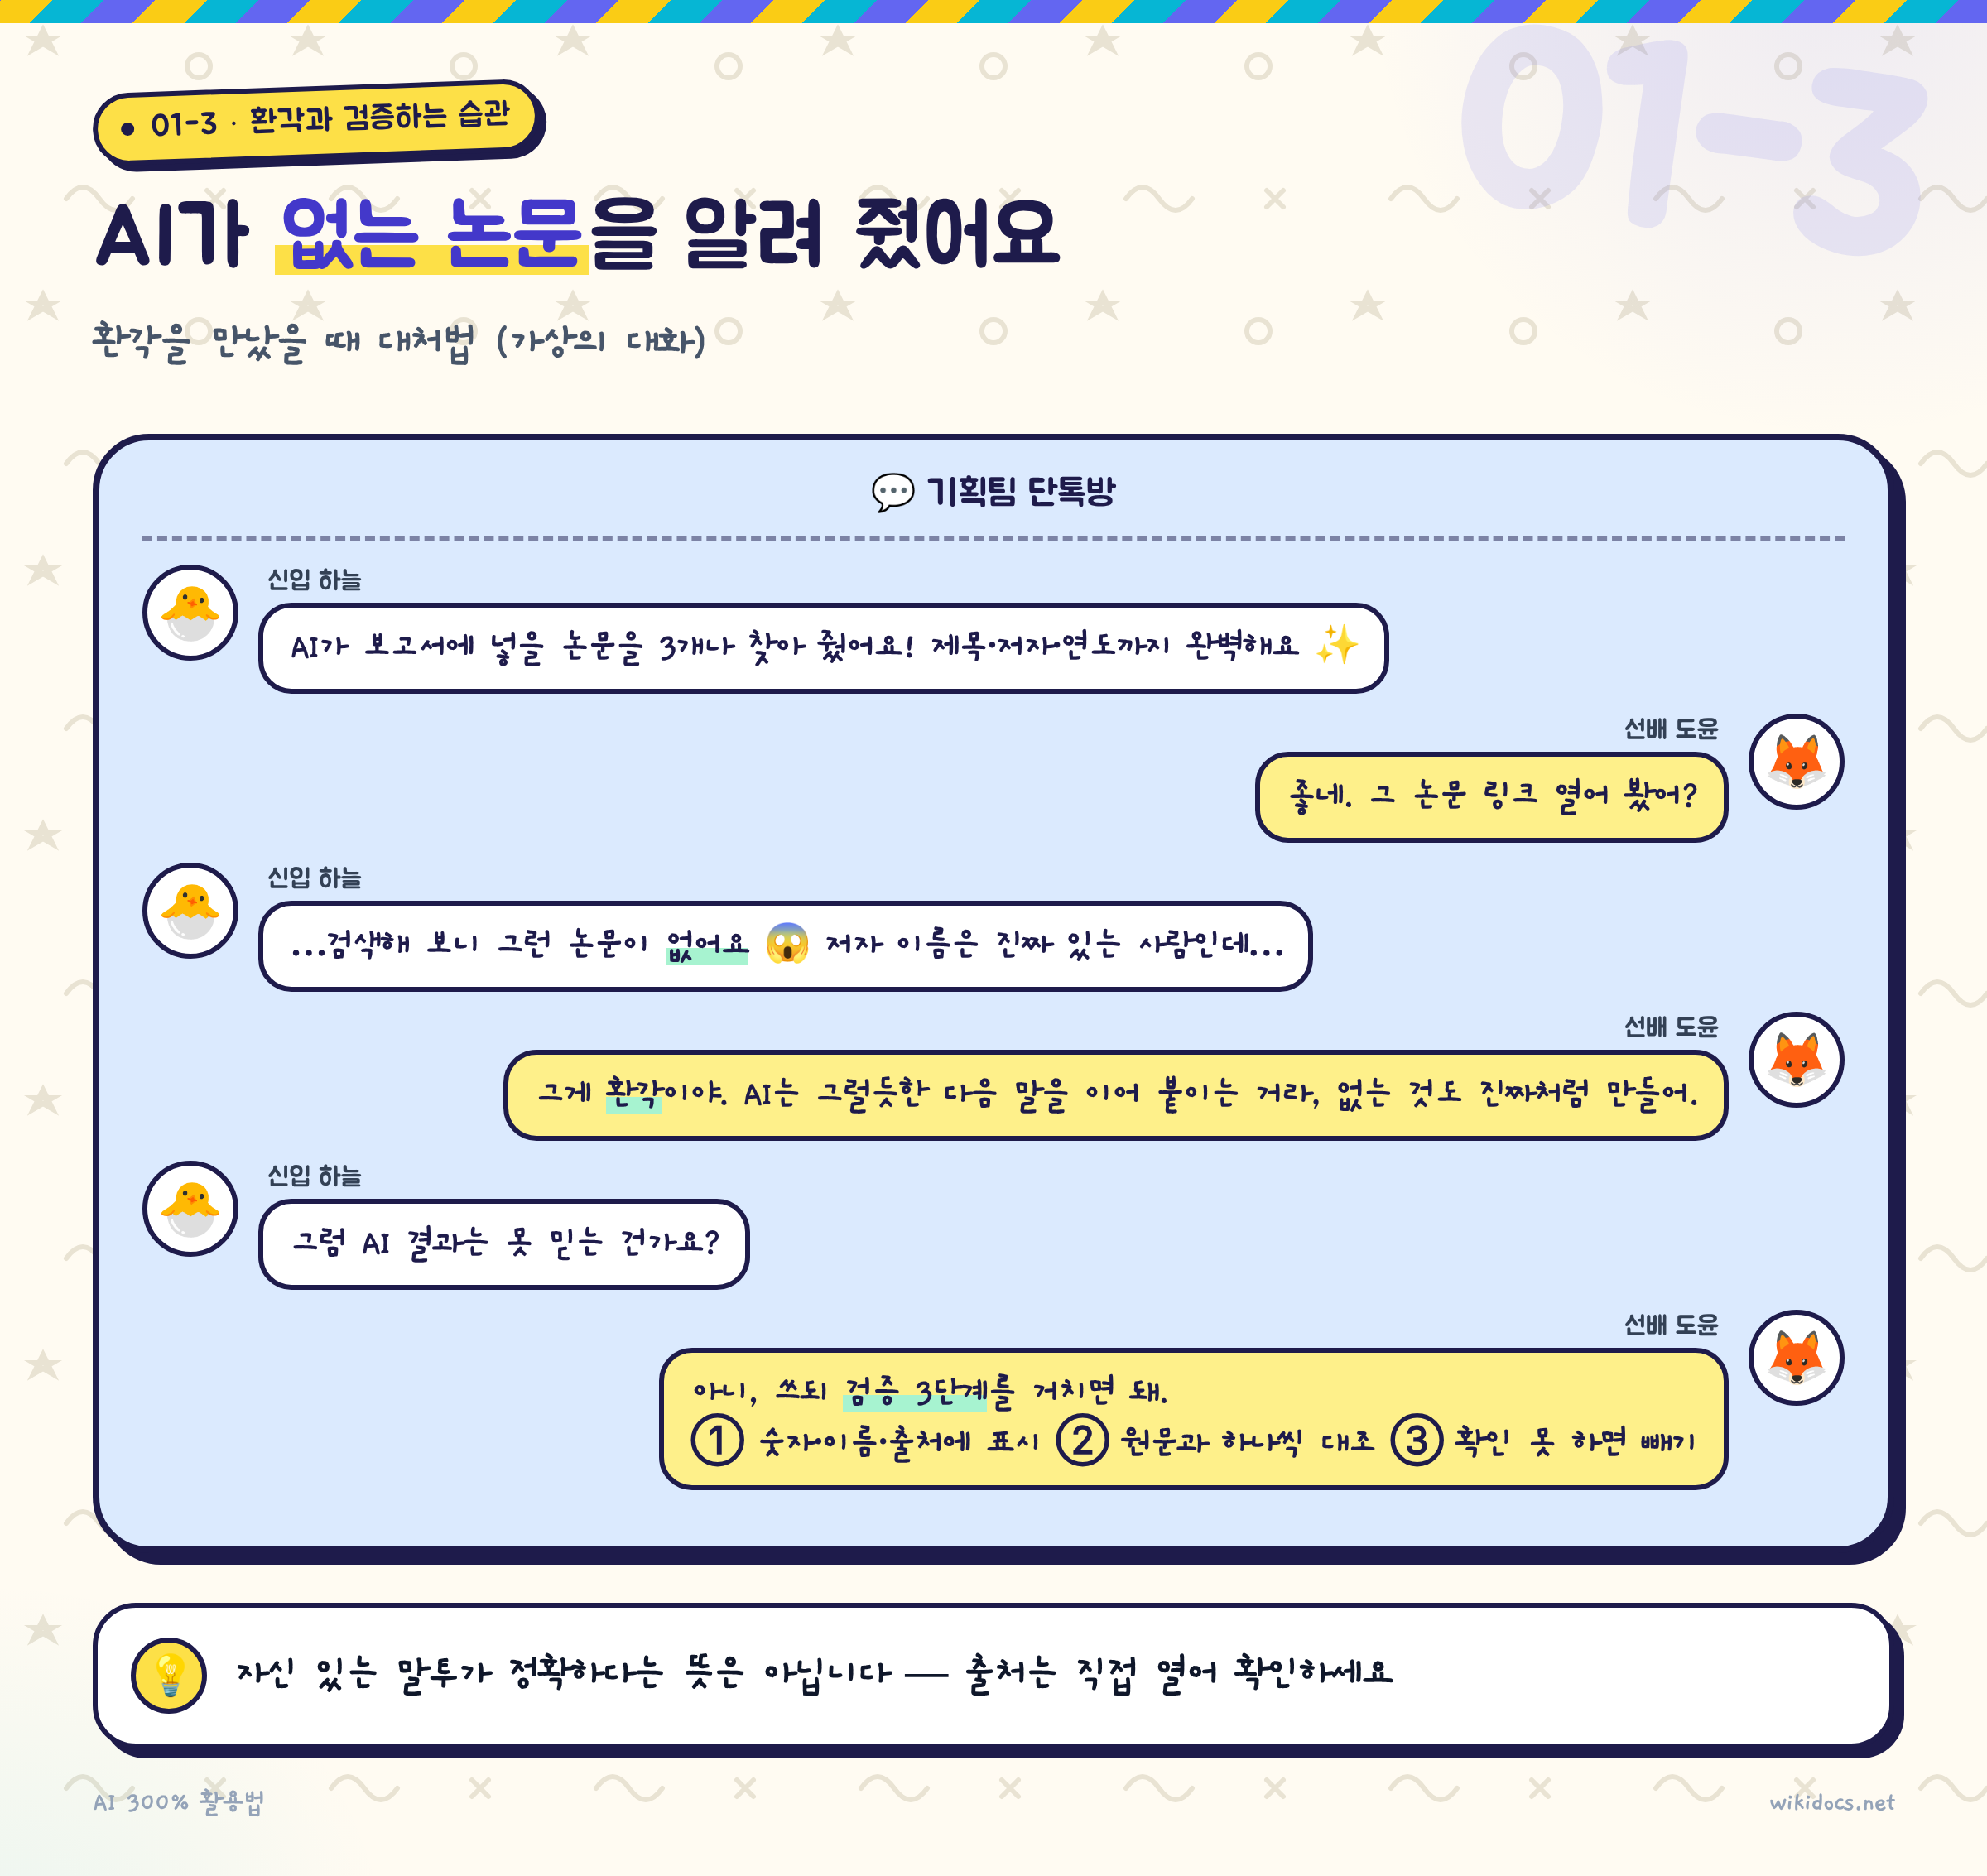 01-3
01-3 · 환각과 검증하는 습관
AI가 없는 논문을 알려 줬어요
환각을 만났을 때 대처법 (가상의 대화)
💬 기획팀 단톡방
신입 하늘
AI가 보고서에 넣을 논문을 3개나 찾아 줬어요! 제목·저자·연도까지 완벽해요 ✨
선배 도윤
좋네. 그 논문 링크 열어 봤어?
신입 하늘
...검색해 보니 그런 논문이 없어요 😱 저자 이름은 진짜 있는 사람인데...
선배 도윤
그게 환각이야. AI는 그럴듯한 다음 말을 이어 붙이는 거라, 없는 것도 진짜처럼 만들어.
신입 하늘
그럼 AI 결과는 못 믿는 건가요?
선배 도윤
아니, 쓰되 검증 3단계를 거치면 돼.
① 숫자·이름·출처에 표시 ② 원문과 하나씩 대조 ③ 확인 못 하면 빼기
자신 있는 말투가 정확하다는 뜻은 아닙니다 — 출처는 직접 열어 확인하세요
AI 300% 활용법
wikidocs.net